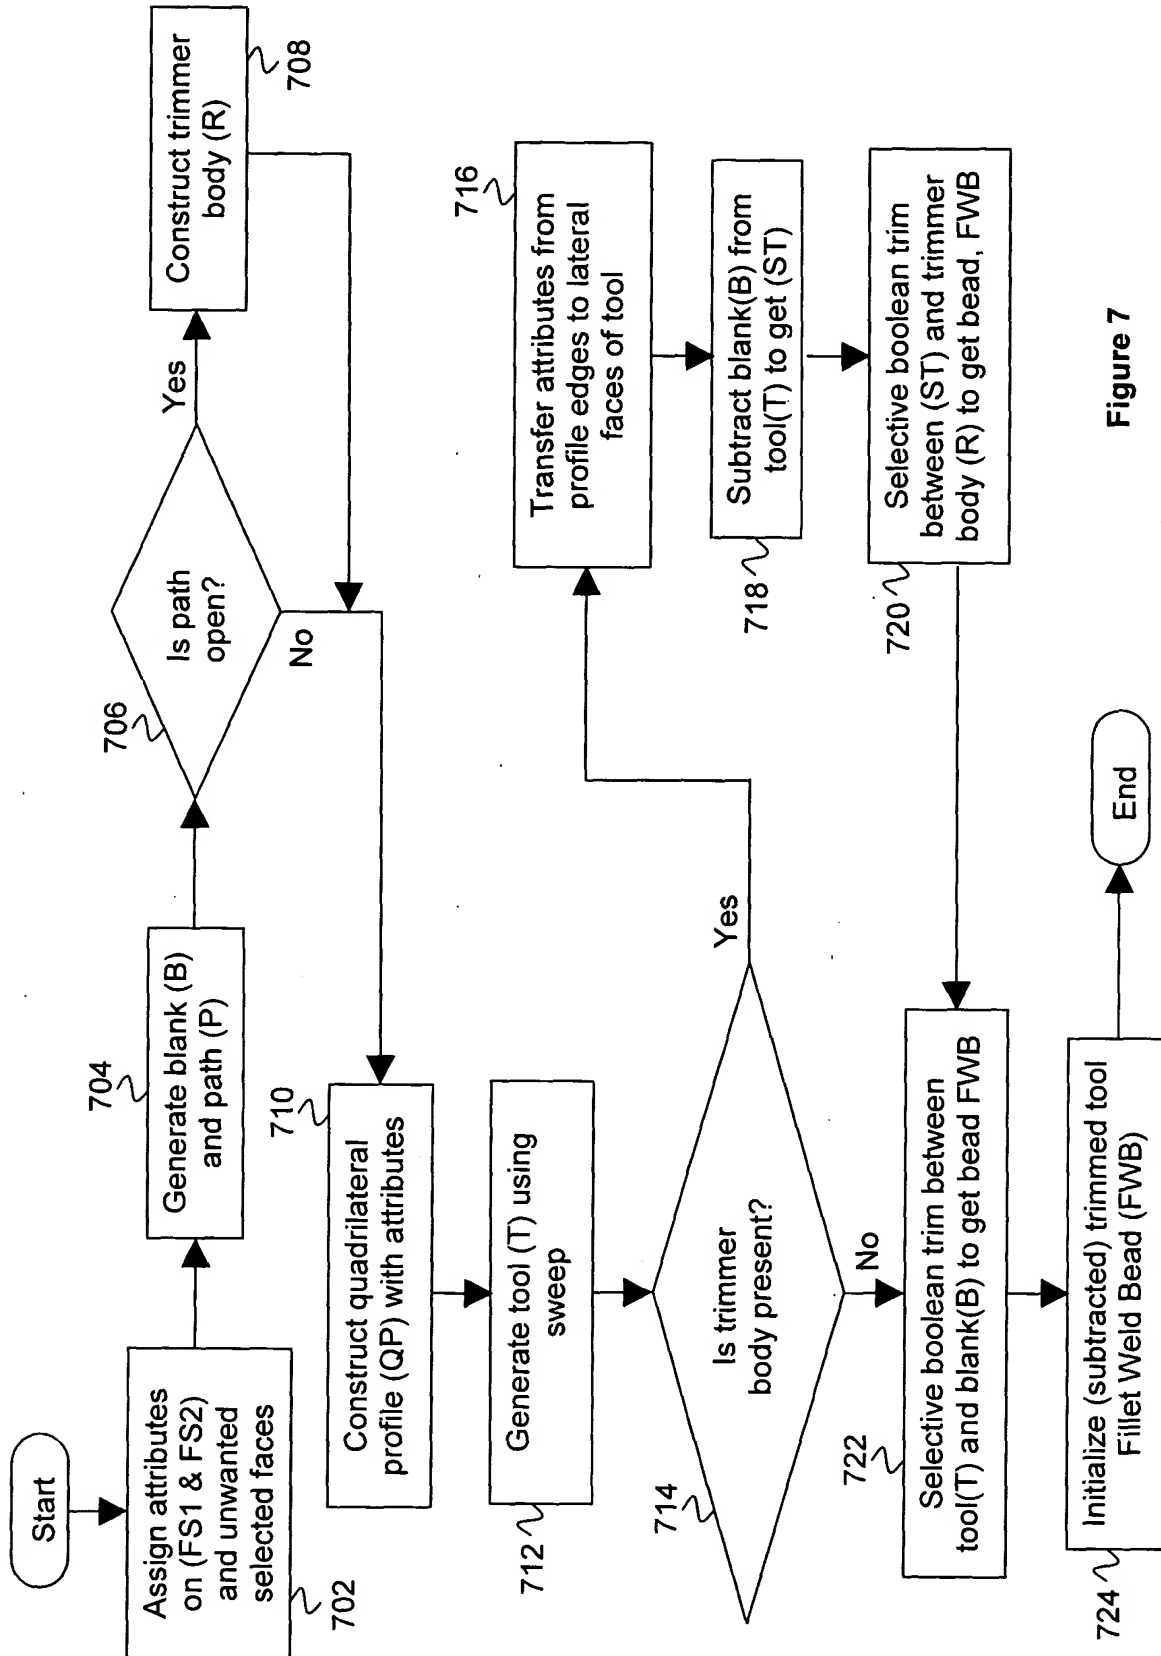 Start
Assign attributes
on (FS1 & FS2)
and unwanted
selected faces
702
704
Generate blank (B)
and path (P)
706
Is path
open?
Yes
No
Construct trimmer
body (R)
708
710
Construct quadrilateral
profile (QP) with attributes
Generate tool (T) using
sweep
712
714
Is trimmer
body present?
Yes
No
716
Transfer attributes from
profile edges to lateral
faces of tool
Subtract blank(B) from
tool(T) to get (ST)
718
Selective boolean trim
between (ST) and trimmer
body (R) to get bead, FWB
720
Selective boolean trim between
tool(T) and blank(B) to get bead FWB
722
Initialize (subtracted) trimmed tool
Fillet Weld Bead (FWB)
724
End
Figure 7